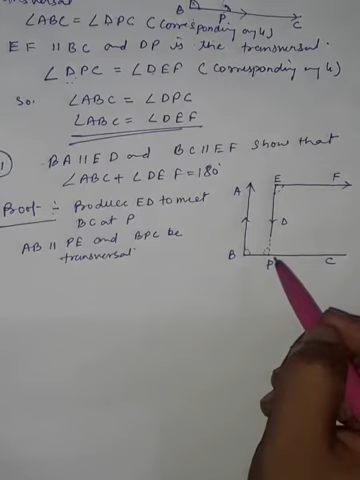 ∠ABC = ∠DPC (Corresponding ∠s)
B P C
EF ∥ BC and DP is the transversal.
∠DPC = ∠DEF (Corresponding ∠s)
So. ∠ABC = ∠DPC
∠ABC = ∠DEF
BA ∥ ED and BC ∥ EF show that
∠ABC + ∠DEF = 180°
Proof :- Produce ED to meet
BC at P
AB ∥ PE and BPC be
transversal.
E F
A
D
B P C